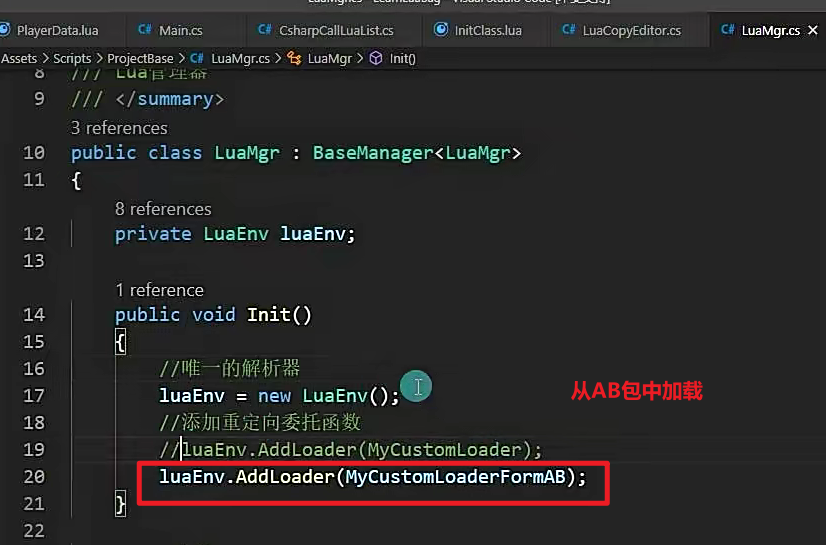 PlayerData.lua
Main.cs
CsharpCallLuaList.cs
InitClass.lua
LuaCopyEditor.cs
LuaMgr.cs
Assets > Scripts > ProjectBase > LuaMgr.cs > LuaMgr > Init()
8 /// Lua管理器
9 /// </summary>
3 references
10 public class LuaMgr : BaseManager<LuaMgr>
11 {
8 references
12 private LuaEnv luaEnv;
13
1 reference
14 public void Init()
15 {
16 //唯一的解析器
17 luaEnv = new LuaEnv();
从AB包中加载
18 //添加重定向委托函数
19 //luaEnv.AddLoader(MyCustomLoader);
20 luaEnv.AddLoader(MyCustomLoaderFormAB);
21 }
22